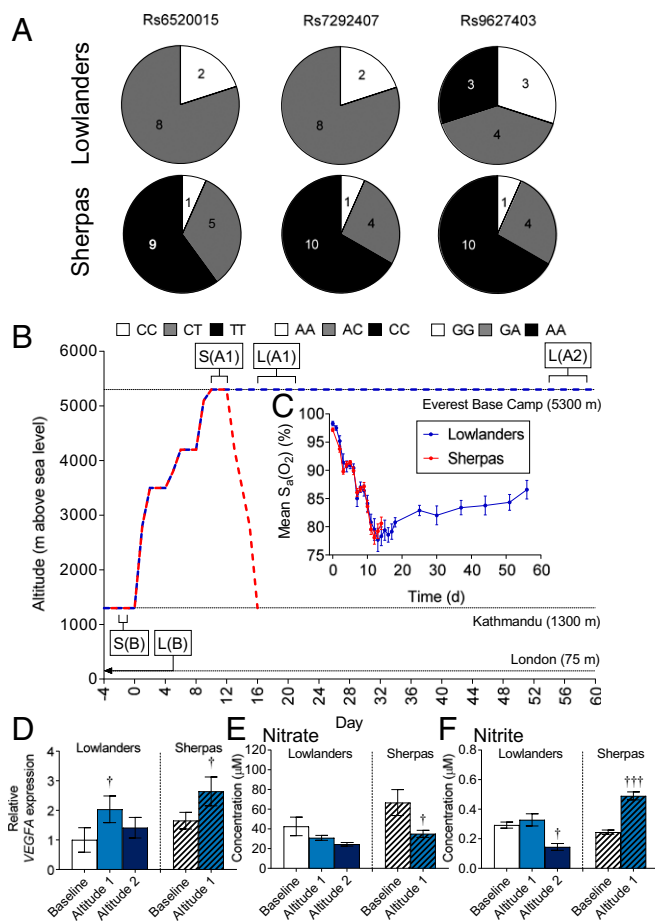 A
Rs6520015 Rs7292407 Rs9627403
Lowlanders
2 8
2 8
3 3 4
Sherpas
1 5 9
1 4 10
1 4 10
B
CC CT TT AA AC CC GG GA AA
Altitude (m above sea level)
6000
5000
4000
3000
2000
1000
0
S(A1) L(A1) L(A2)
Everest Base Camp (5300 m)
C
Mean Sa(O2) (%)
100
95
90
85
80
75
Lowlanders
Sherpas
0 10 20 30 40 50 60
Time (d)
Kathmandu (1300 m)
S(B) L(B)
London (75 m)
-4 0 4 8 12 16 20 24 28 32 36 40 44 48 52 56 60
Day
D
Lowlanders Sherpas
Relative
VEGFA expression
4
3
2
1
0
† †
Baseline Altitude 1 Altitude 2 Baseline Altitude 1
E Nitrate
Lowlanders Sherpas
Concentration (μM)
120
100
80
60
40
20
0
†
Baseline Altitude 1 Altitude 2 Baseline Altitude 1
F Nitrite
Lowlanders Sherpas
Concentration (μM)
0.8
0.6
0.4
0.2
0.0
† †††
Baseline Altitude 1 Altitude 2 Baseline Altitude 1